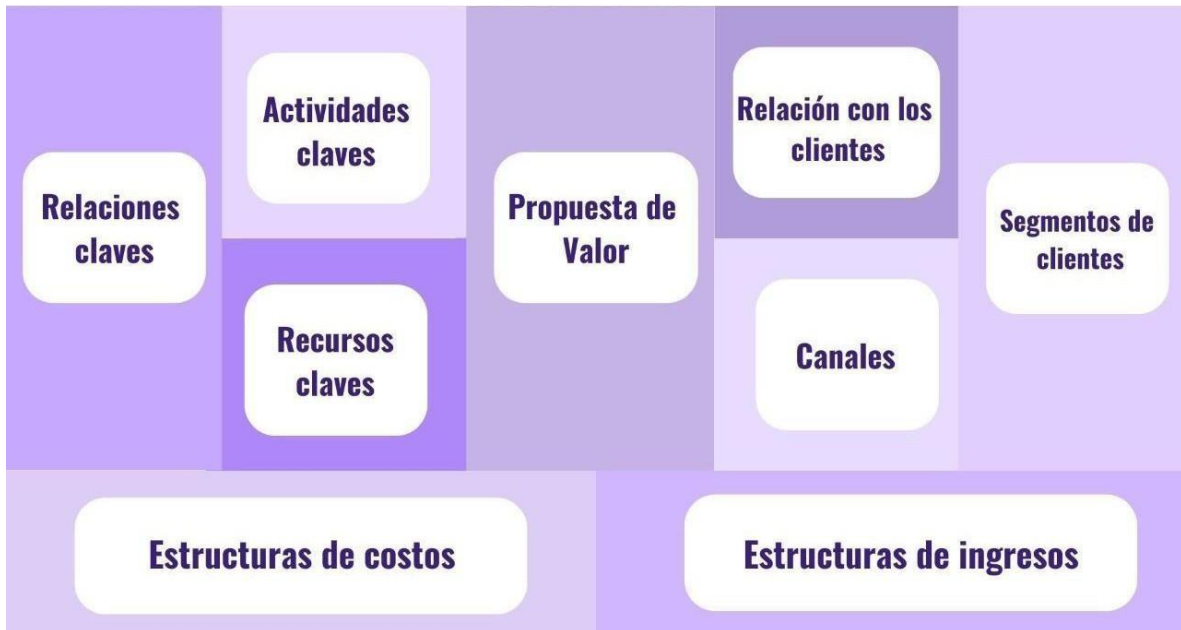 Relaciones
claves
Actividades
claves
Recursos
claves
Propuesta de
Valor
Relación con los
clientes
Canales
Segmentos de
clientes
Estructuras de costos
Estructuras de ingresos